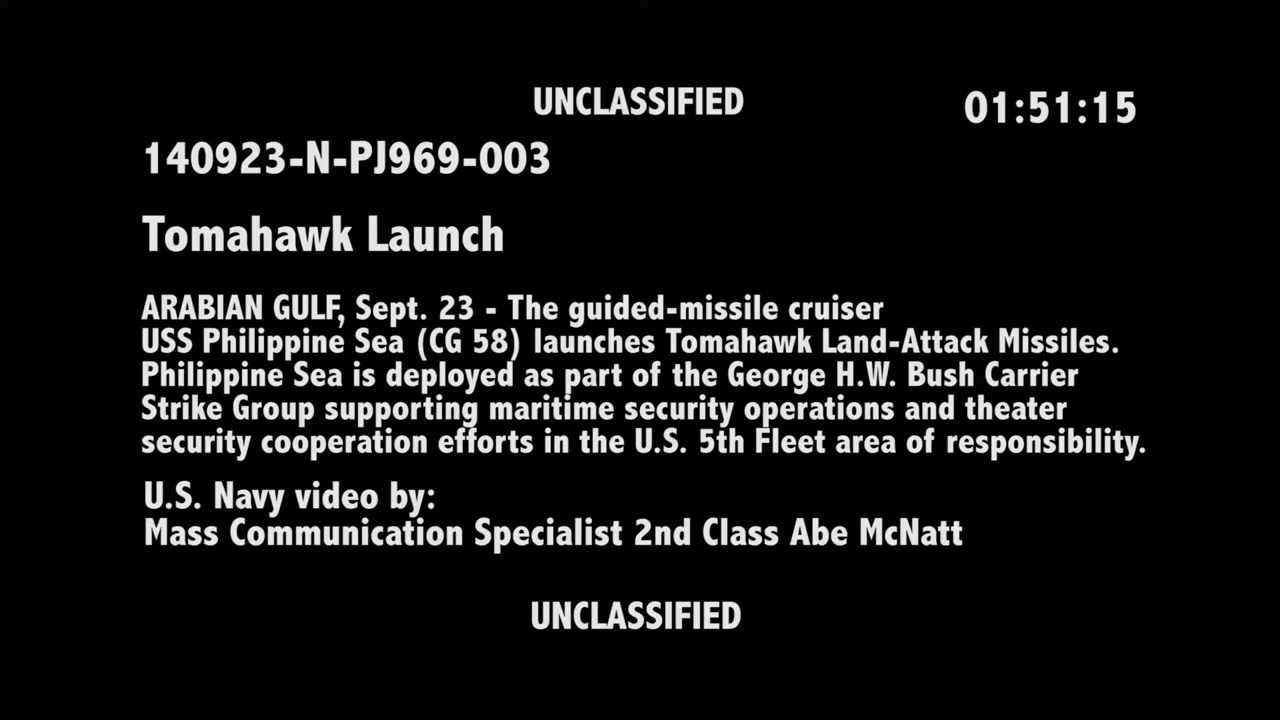 UNCLASSIFIED
01:51:15
140923-N-PJ969-003
Tomahawk Launch
ARABIAN GULF, Sept. 23 - The guided-missile cruiser
USS Philippine Sea (CG 58) launches Tomahawk Land-Attack Missiles.
Philippine Sea is deployed as part of the George H.W. Bush Carrier
Strike Group supporting maritime security operations and theater
security cooperation efforts in the U.S. 5th Fleet area of responsibility.
U.S. Navy video by:
Mass Communication Specialist 2nd Class Abe McNatt
UNCLASSIFIED